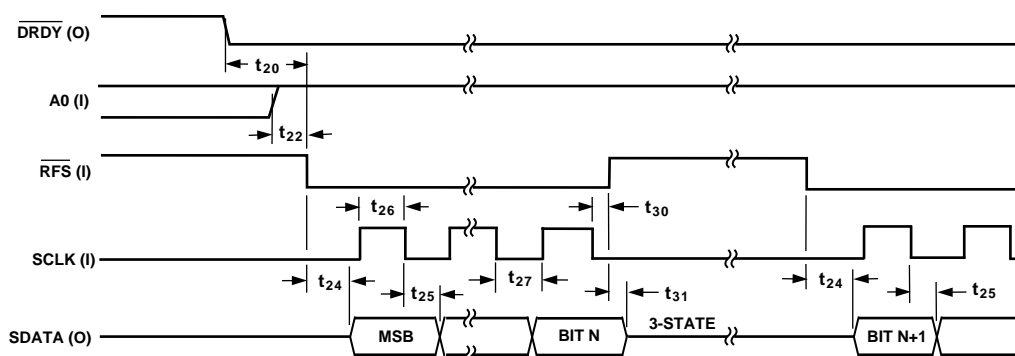 DRDY (O)
t20
A0 (I)
t22
RFS (I)
t26
t30
SCLK (I)
t24
t25
t27
t31
t24
t25
SDATA (O)
MSB
BIT N
3-STATE
BIT N+1